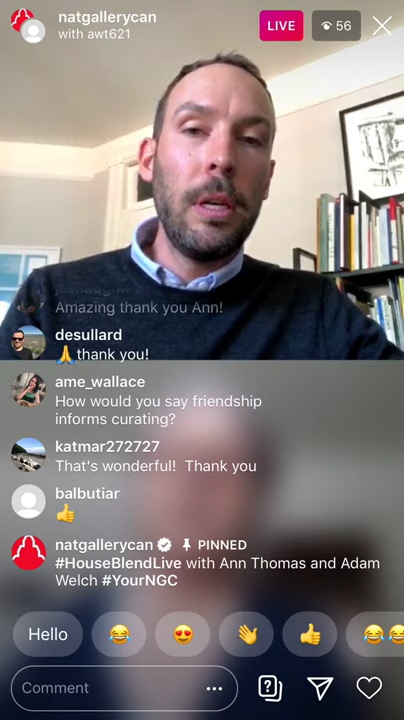 natgallerycan
with awt621
LIVE
56
Amazing thank you Ann!
desullard
🙏thank you!
ame_wallace
How would you say friendship
informs curating?
katmar272727
That's wonderful!  Thank you
balbutiar
👍
natgallerycan PINNED
#HouseBlendLive with Ann Thomas and Adam
Welch #YourNGC
Hello 😂 😍 👋 👍 😂😂
Comment